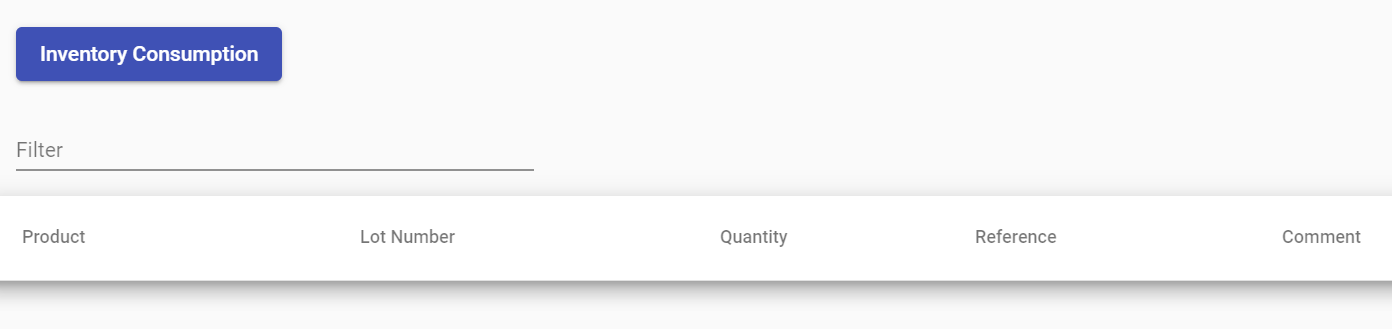 Inventory Consumption
Filter
Product Lot Number Quantity Reference Comment